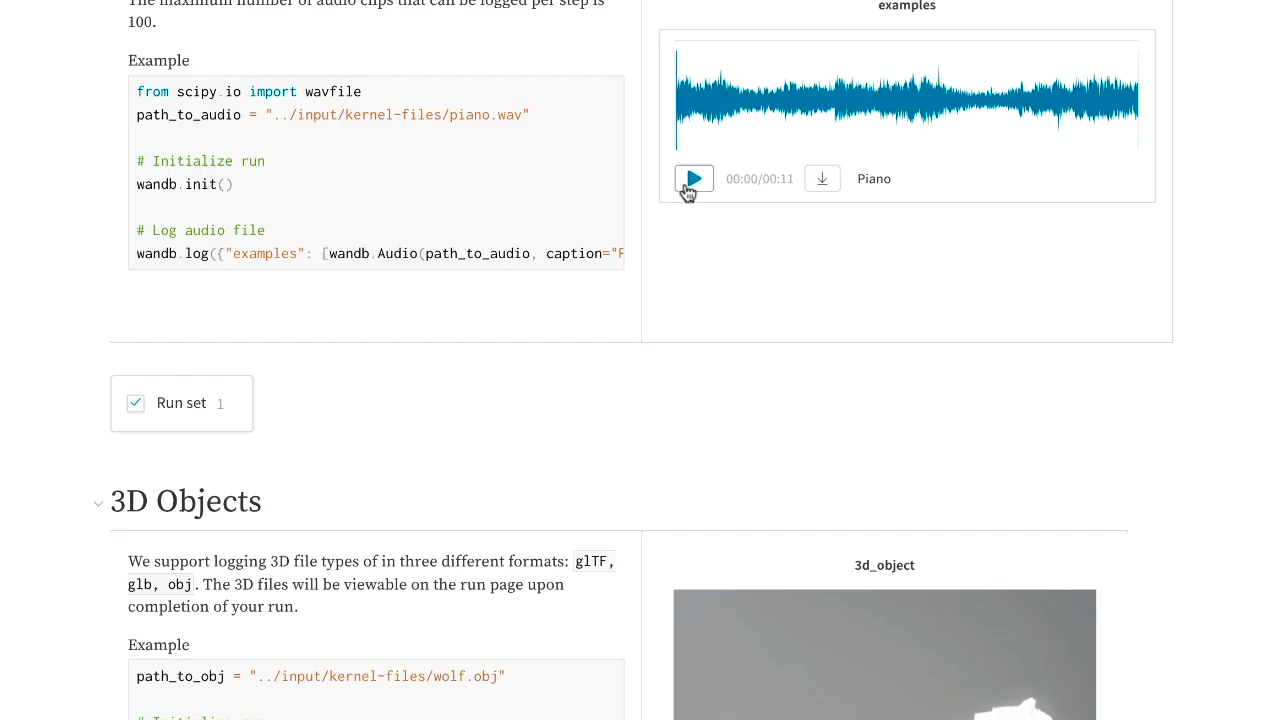 The maximum number of audio clips that can be logged per step is
100.
Example
from scipy.io import wavfile
path_to_audio = "../input/kernel-files/piano.wav"
# Initialize run
wandb.init()
# Log audio file
wandb.log({"examples": [wandb.Audio(path_to_audio, caption="P
examples
00:00/00:11
Piano
Run set 1
3D Objects
We support logging 3D file types of in three different formats: glTF,
glb, obj. The 3D files will be viewable on the run page upon
completion of your run.
Example
path_to_obj = "../input/kernel-files/wolf.obj"
# Initialize run
3d_object